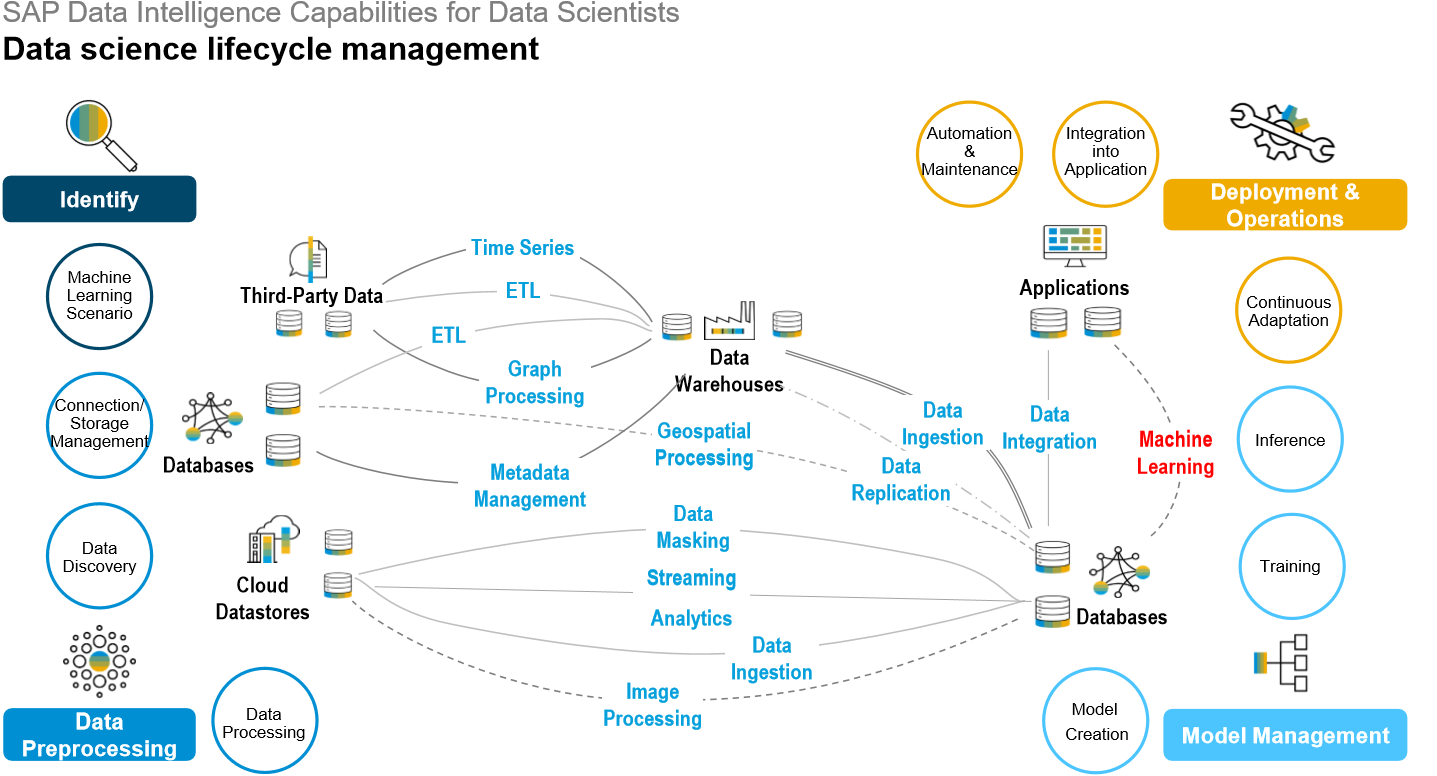 SAP Data Intelligence Capabilities for Data Scientists
Data science lifecycle management
Identify
Machine
Learning
Scenario
Connection/
Storage
Management
Data
Discovery
Data
Preprocessing
Data
Processing
Third-Party Data
Databases
Cloud
Datastores
Time Series
ETL
ETL
Graph
Processing
Metadata
Management
Data
Warehouses
Geospatial
Processing
Data
Masking
Streaming
Analytics
Data
Ingestion
Image
Processing
Data
Ingestion
Data
Replication
Data
Integration
Machine
Learning
Applications
Databases
Automation
&
Maintenance
Integration
into
Application
Deployment &
Operations
Continuous
Adaptation
Inference
Training
Model
Creation
Model Management